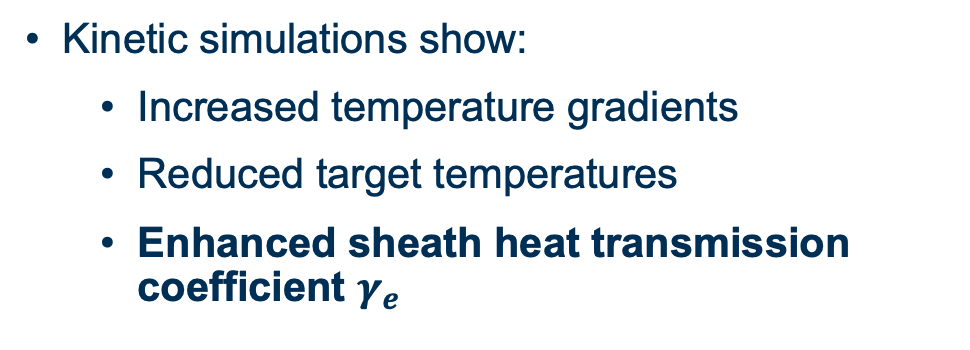 • Kinetic simulations show:
• Increased temperature gradients
• Reduced target temperatures
• Enhanced sheath heat transmission
coefficient γₑ